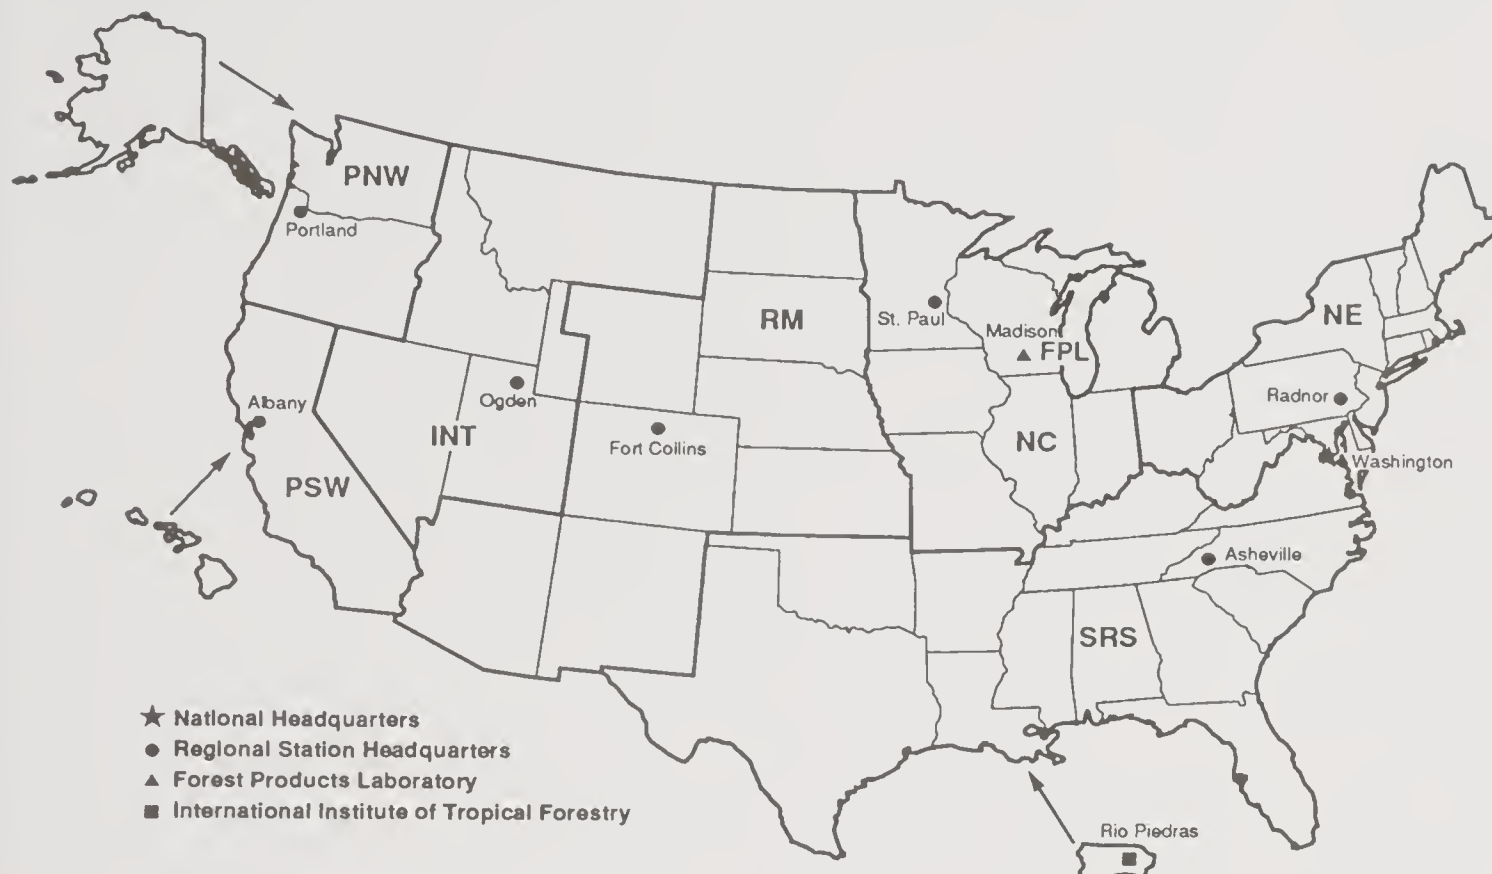 PNW
Portland
RM
St. Paul
Madison
FPL
NE
Albany
Ogden
Radnor
INT
Fort Collins
NC
Washington
PSW
Asheville
SRS
National Headquarters
Regional Station Headquarters
Forest Products Laboratory
International Institute of Tropical Forestry
Rio Piedras